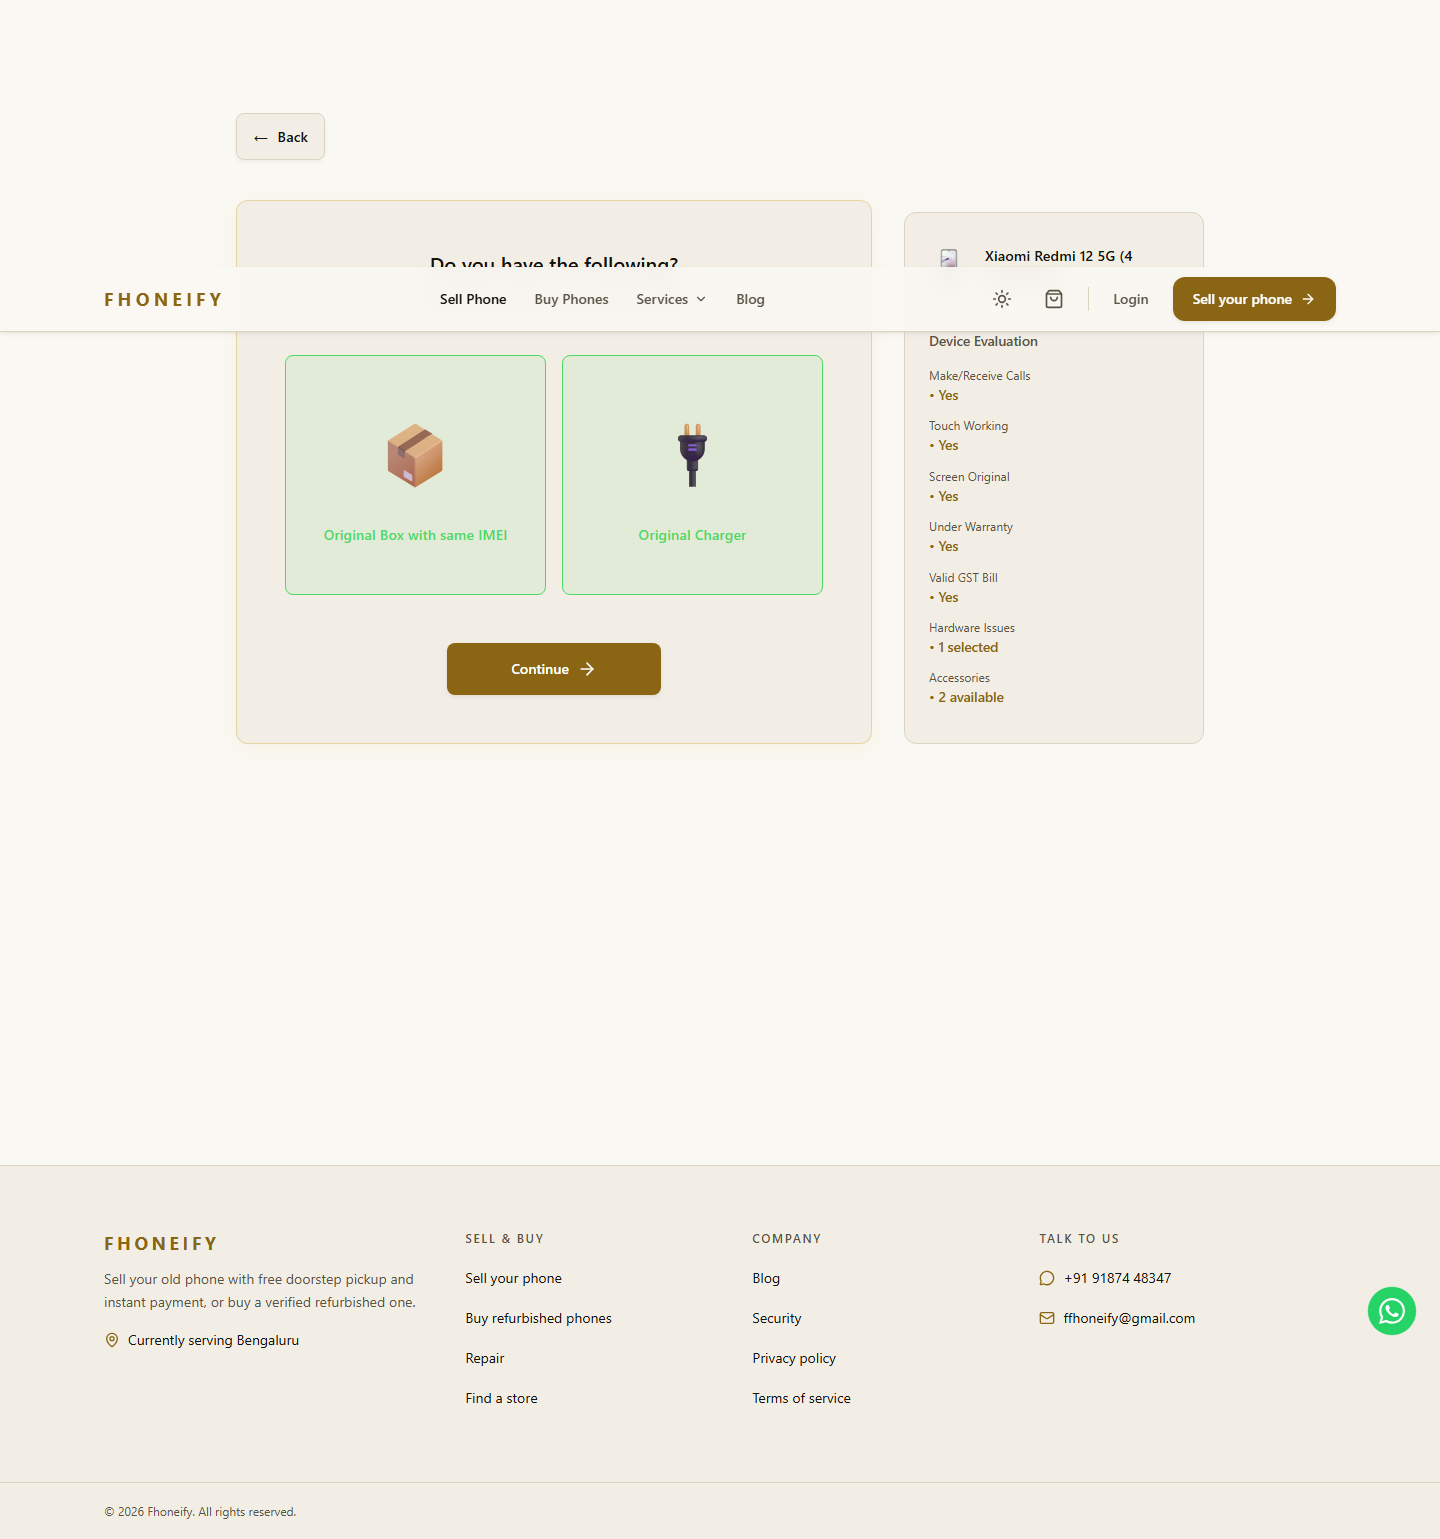 ← Back
Do you have the following?
Xiaomi Redmi 12 5G (4
FHONEIFY
Sell Phone
Buy Phones
Services
Blog
Login
Sell your phone →
Original Box with same IMEI
Original Charger
Continue →
Device Evaluation
Make/Receive Calls
• Yes
Touch Working
• Yes
Screen Original
• Yes
Under Warranty
• Yes
Valid GST Bill
• Yes
Hardware Issues
• 1 selected
Accessories
• 2 available
FHONEIFY
Sell your old phone with free doorstep pickup and
instant payment, or buy a verified refurbished one.
Currently serving Bengaluru
SELL & BUY
Sell your phone
Buy refurbished phones
Repair
Find a store
COMPANY
Blog
Security
Privacy policy
Terms of service
TALK TO US
+91 91874 48347
ffhoneify@gmail.com
© 2026 Fhoneify. All rights reserved.